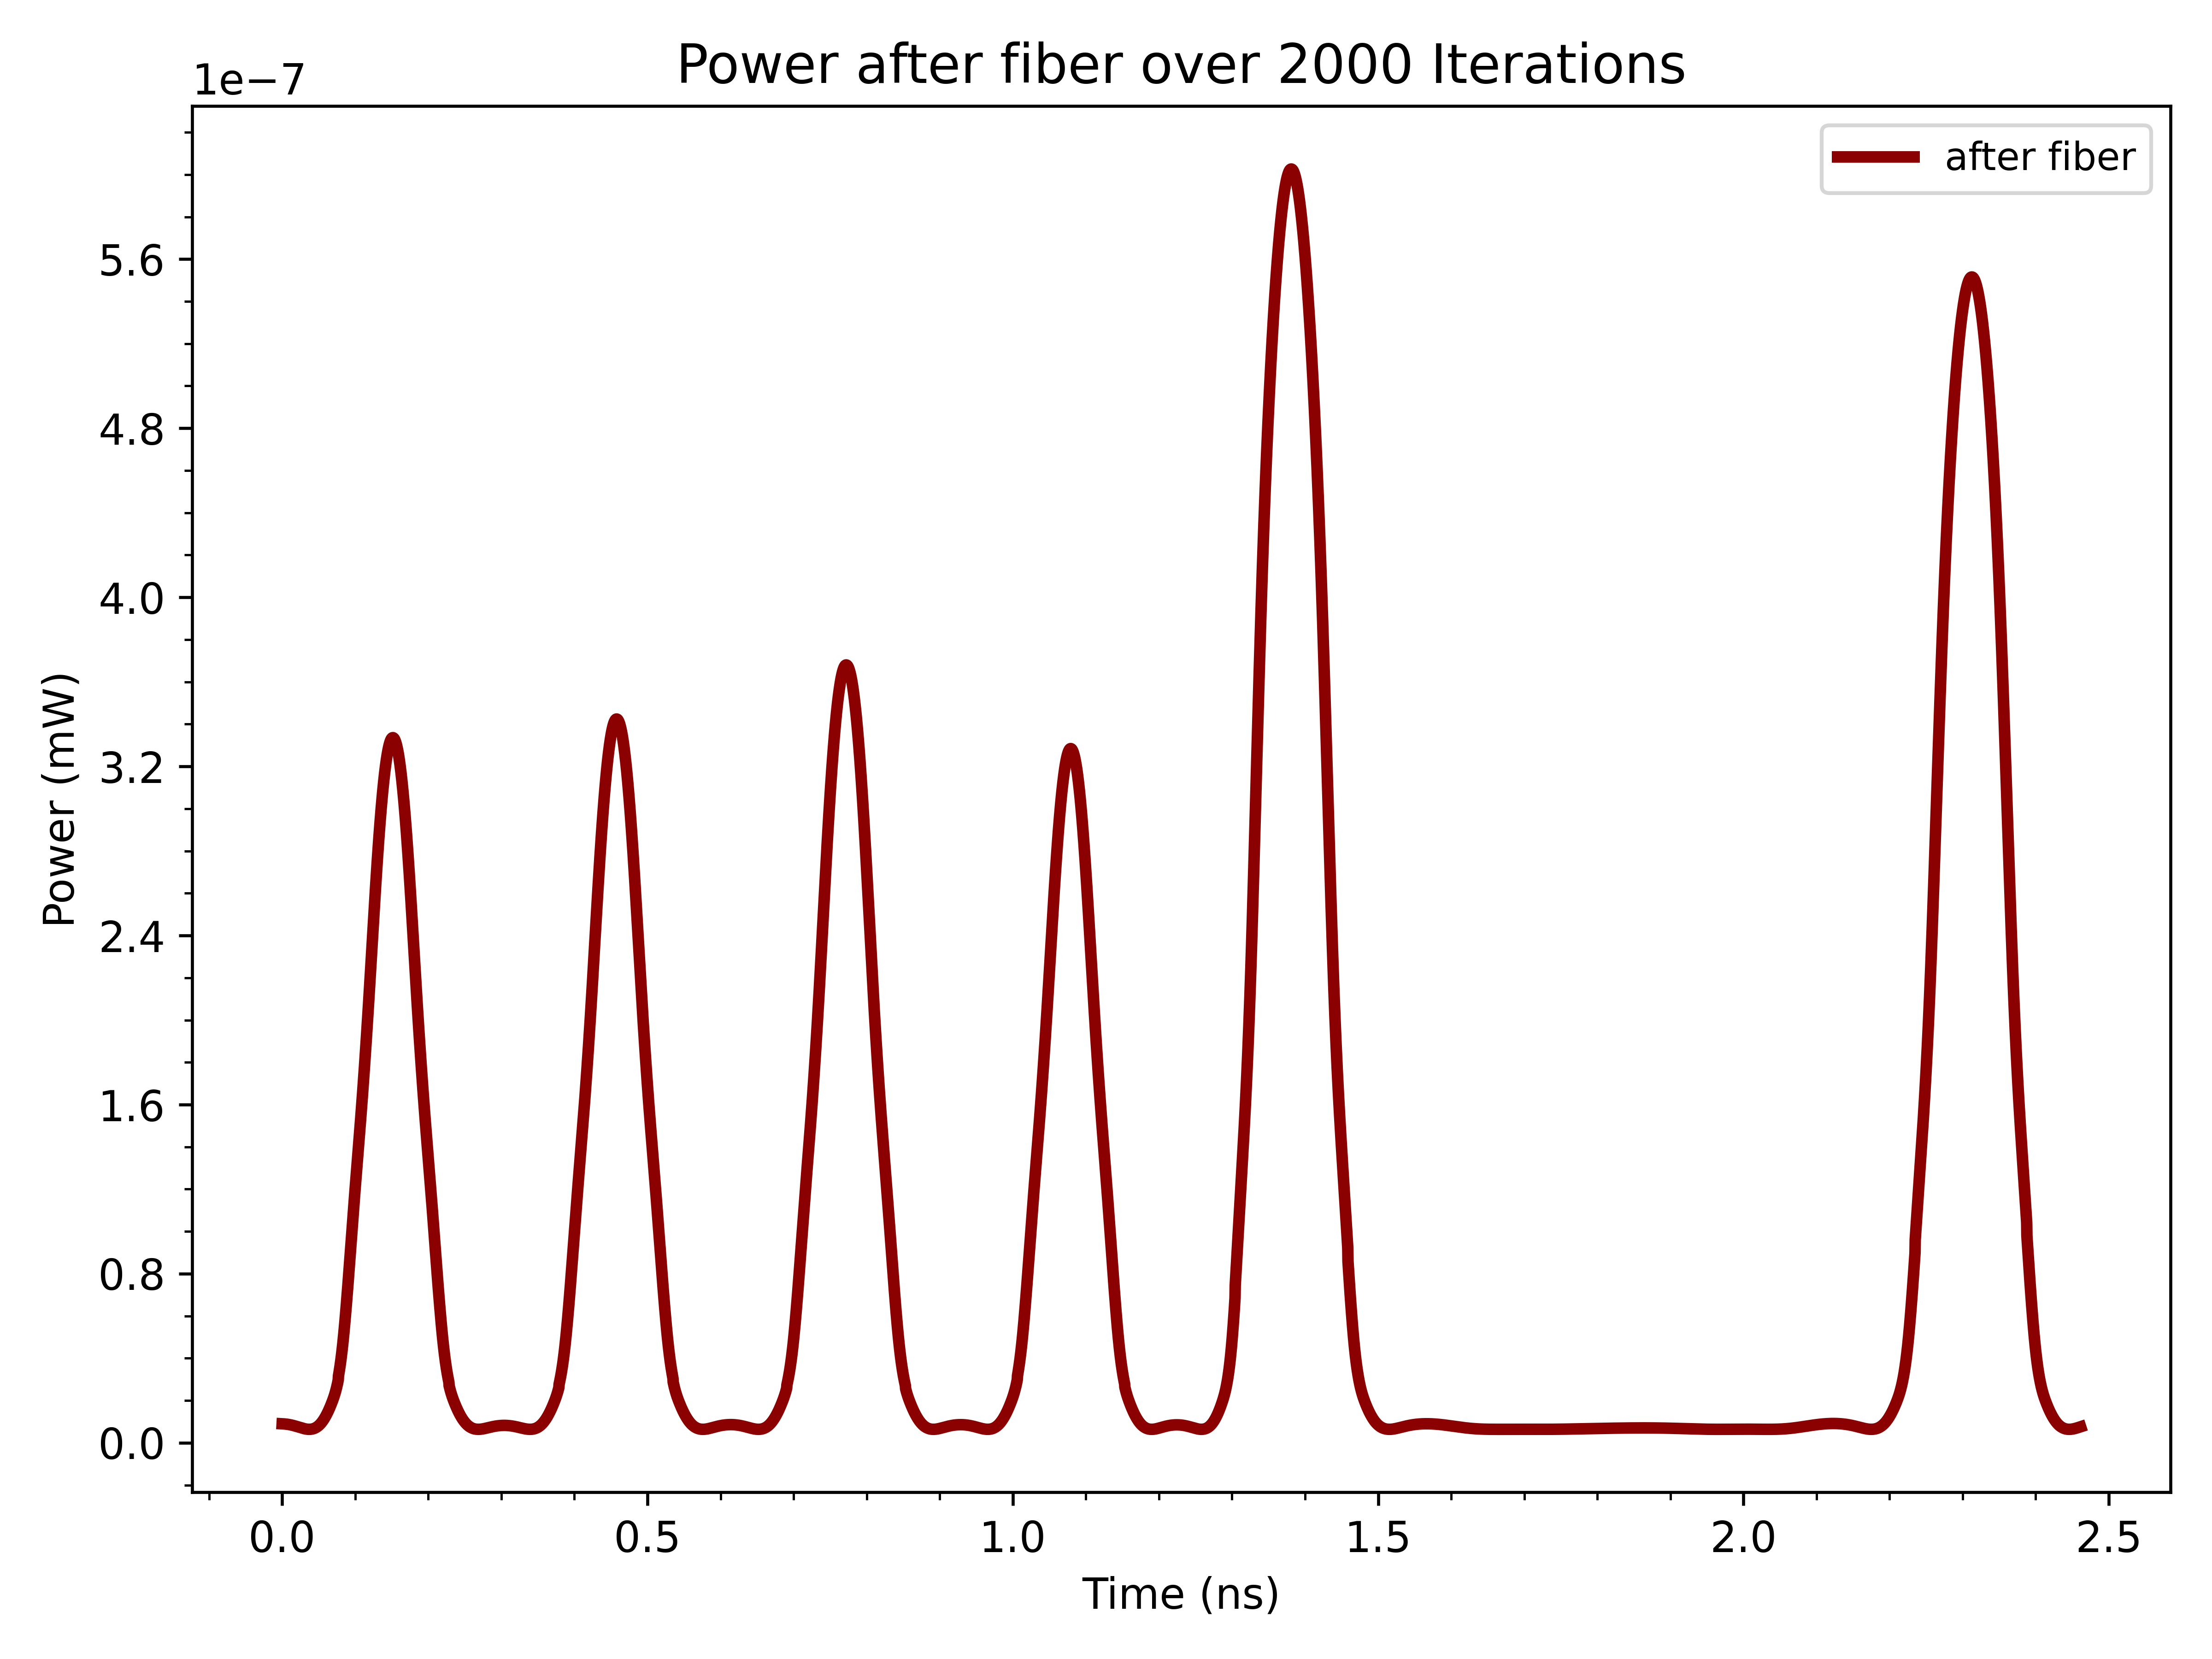 Power after fiber over 2000 Iterations
1e−7
after fiber
5.6
4.8
4.0
3.2
2.4
1.6
0.8
0.0
Power (mW)
0.0 0.5 1.0 1.5 2.0 2.5
Time (ns)